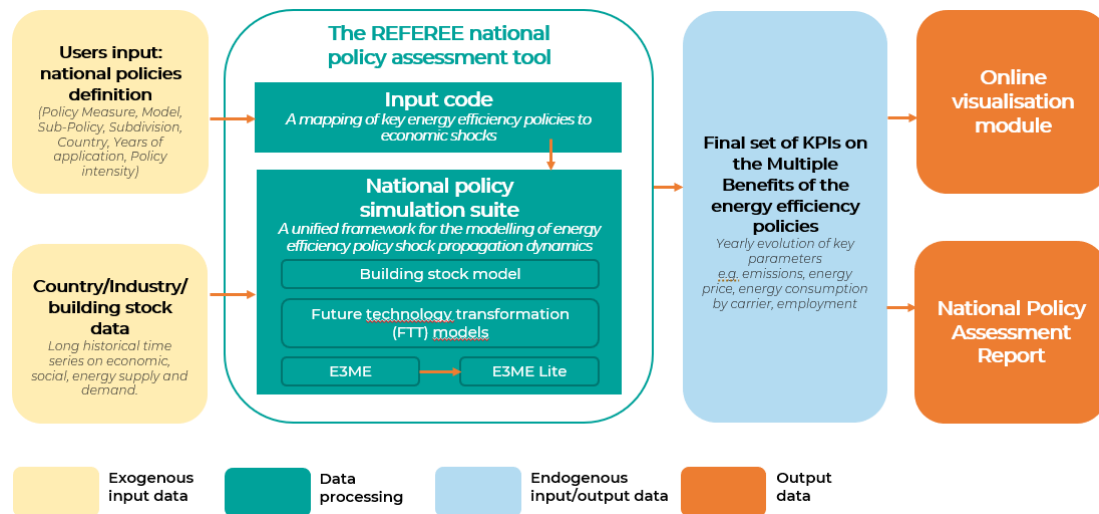 Users input:
national policies
definition
(Policy Measure, Model,
Sub-Policy, Subdivision,
Country, Years of
application, Policy
intensity)
Country/Industry/
building stock
data
Long historical time
series on economic,
social, energy supply and
demand.
The REFEREE national
policy assessment tool
Input code
A mapping of key energy efficiency policies to
economic shocks
National policy
simulation suite
A unified framework for the modelling of energy
efficiency policy shock propagation dynamics
Building stock model
Future technology transformation
(FTT) models
E3ME
E3ME Lite
Final set of KPIs on
the Multiple
Benefits of the
energy efficiency
policies
Yearly evolution of key
parameters
e.g. emissions, energy
price, energy consumption
by carrier, employment
Online
visualisation
module
National Policy
Assessment
Report
Exogenous
input data
Data
processing
Endogenous
input/output data
Output
data